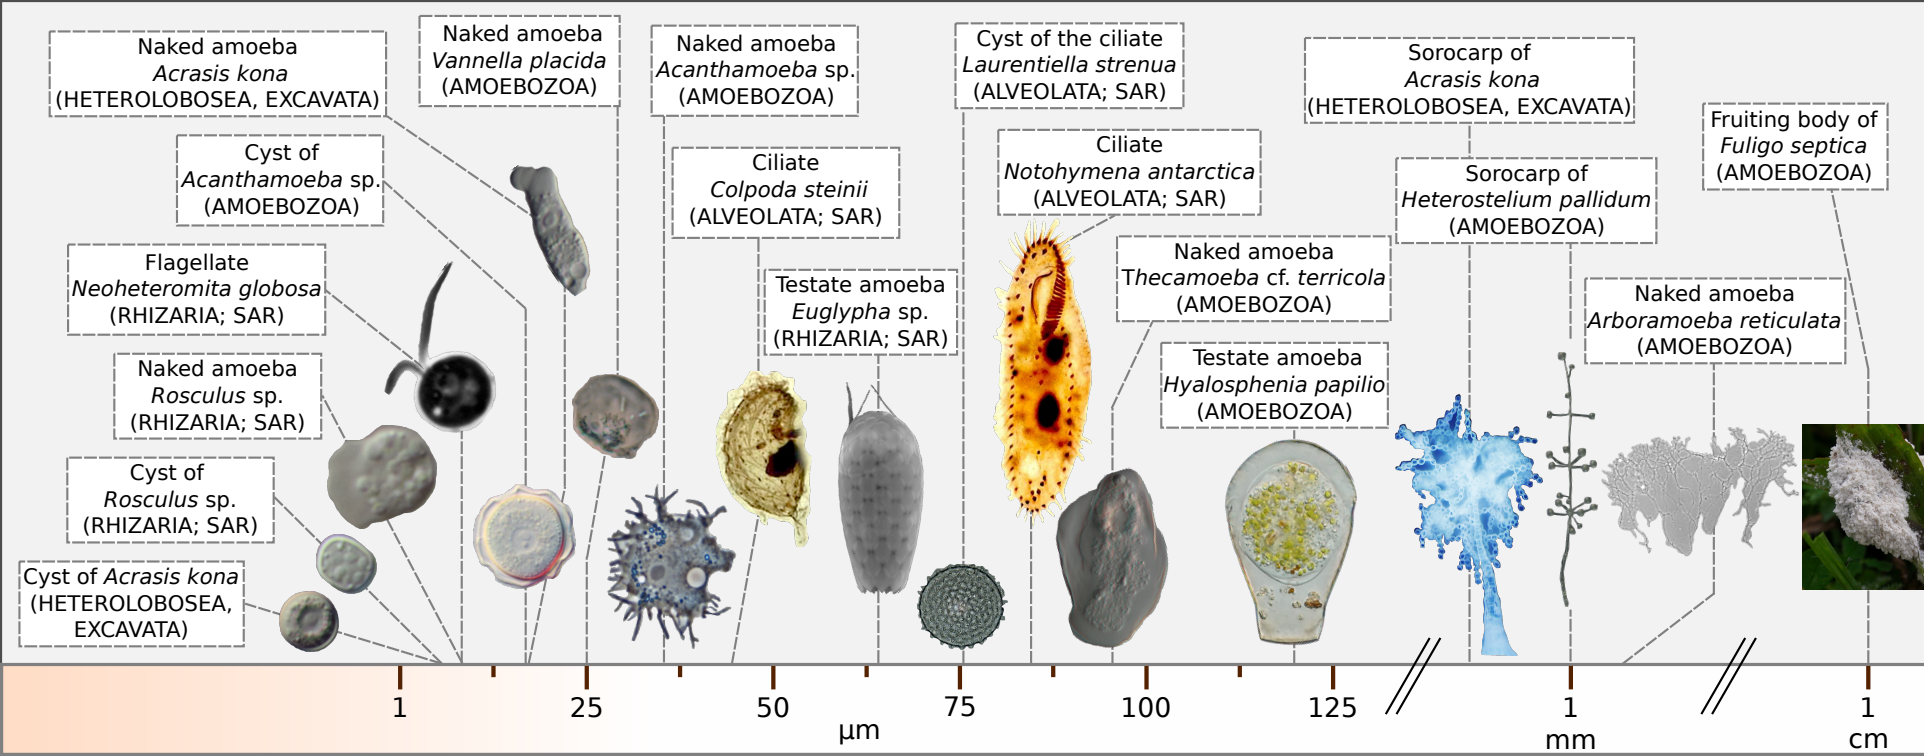 Naked amoeba
Acrasis kona
(HETEROLOBOSEA, EXCAVATA)
Naked amoeba
Vannella placida
(AMOEBOZOA)
Naked amoeba
Acanthamoeba sp.
(AMOEBOZOA)
Cyst of the ciliate
Laurentiella strenua
(ALVEOLATA; SAR)
Sorocarp of
Acrasis kona
(HETEROLOBOSEA, EXCAVATA)
Fruiting body of
Fuligo septica
(AMOEBOZOA)
Cyst of
Acanthamoeba sp.
(AMOEBOZOA)
Ciliate
Colpoda steinii
(ALVEOLATA; SAR)
Ciliate
Notohymena antarctica
(ALVEOLATA; SAR)
Sorocarp of
Heterostelium pallidum
(AMOEBOZOA)
Flagellate
Neoheteromita globosa
(RHIZARIA; SAR)
Testate amoeba
Euglypha sp.
(RHIZARIA; SAR)
Naked amoeba
Thecamoeba cf. terricola
(AMOEBOZOA)
Naked amoeba
Arboramoeba reticulata
(AMOEBOZOA)
Naked amoeba
Rosculus sp.
(RHIZARIA; SAR)
Testate amoeba
Hyalosphenia papilio
(AMOEBOZOA)
Cyst of
Rosculus sp.
(RHIZARIA; SAR)
Cyst of Acrasis kona
(HETEROLOBOSEA,
EXCAVATA)
1 25 50 75 100 125 1 1
µm mm cm